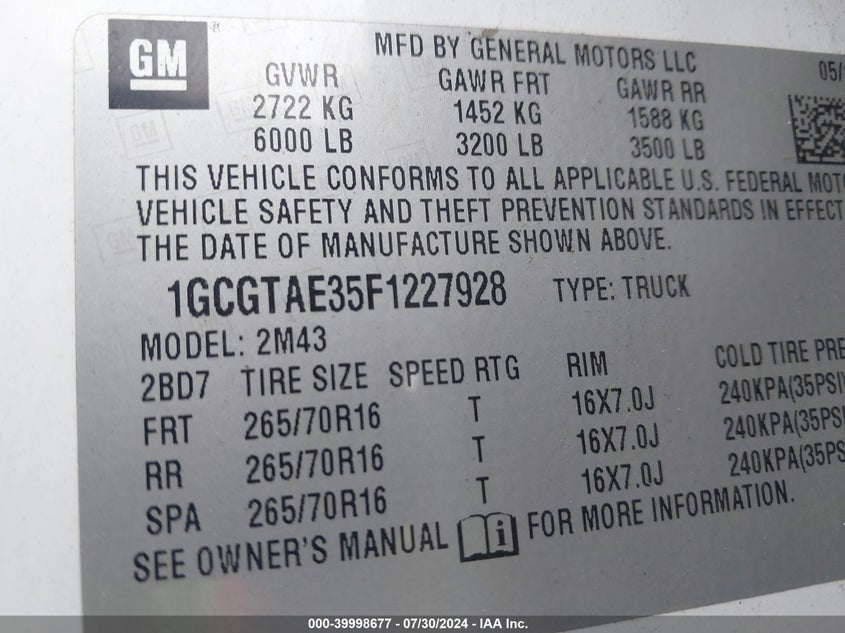 GM ®
MFD BY GENERAL MOTORS LLC
05/
GVWR GAWR FRT GAWR RR
2722 KG 1452 KG 1588 KG
6000 LB 3200 LB 3500 LB
THIS VEHICLE CONFORMS TO ALL APPLICABLE U.S. FEDERAL MOT
VEHICLE SAFETY AND THEFT PREVENTION STANDARDS IN EFFECT
THE DATE OF MANUFACTURE SHOWN ABOVE.
1GCGTAE35F1227928 TYPE: TRUCK
MODEL: 2M43
2BD7 TIRE SIZE SPEED RTG RIM COLD TIRE PRE
FRT 265/70R16 T 16X7.0J 240KPA(35PSI
RR 265/70R16 T 16X7.0J 240KPA(35PSI
SPA 265/70R16 T 16X7.0J 240KPA(35PS
SEE OWNER'S MANUAL i FOR MORE INFORMATION.
000-39998677 - 07/30/2024 - IAA Inc.